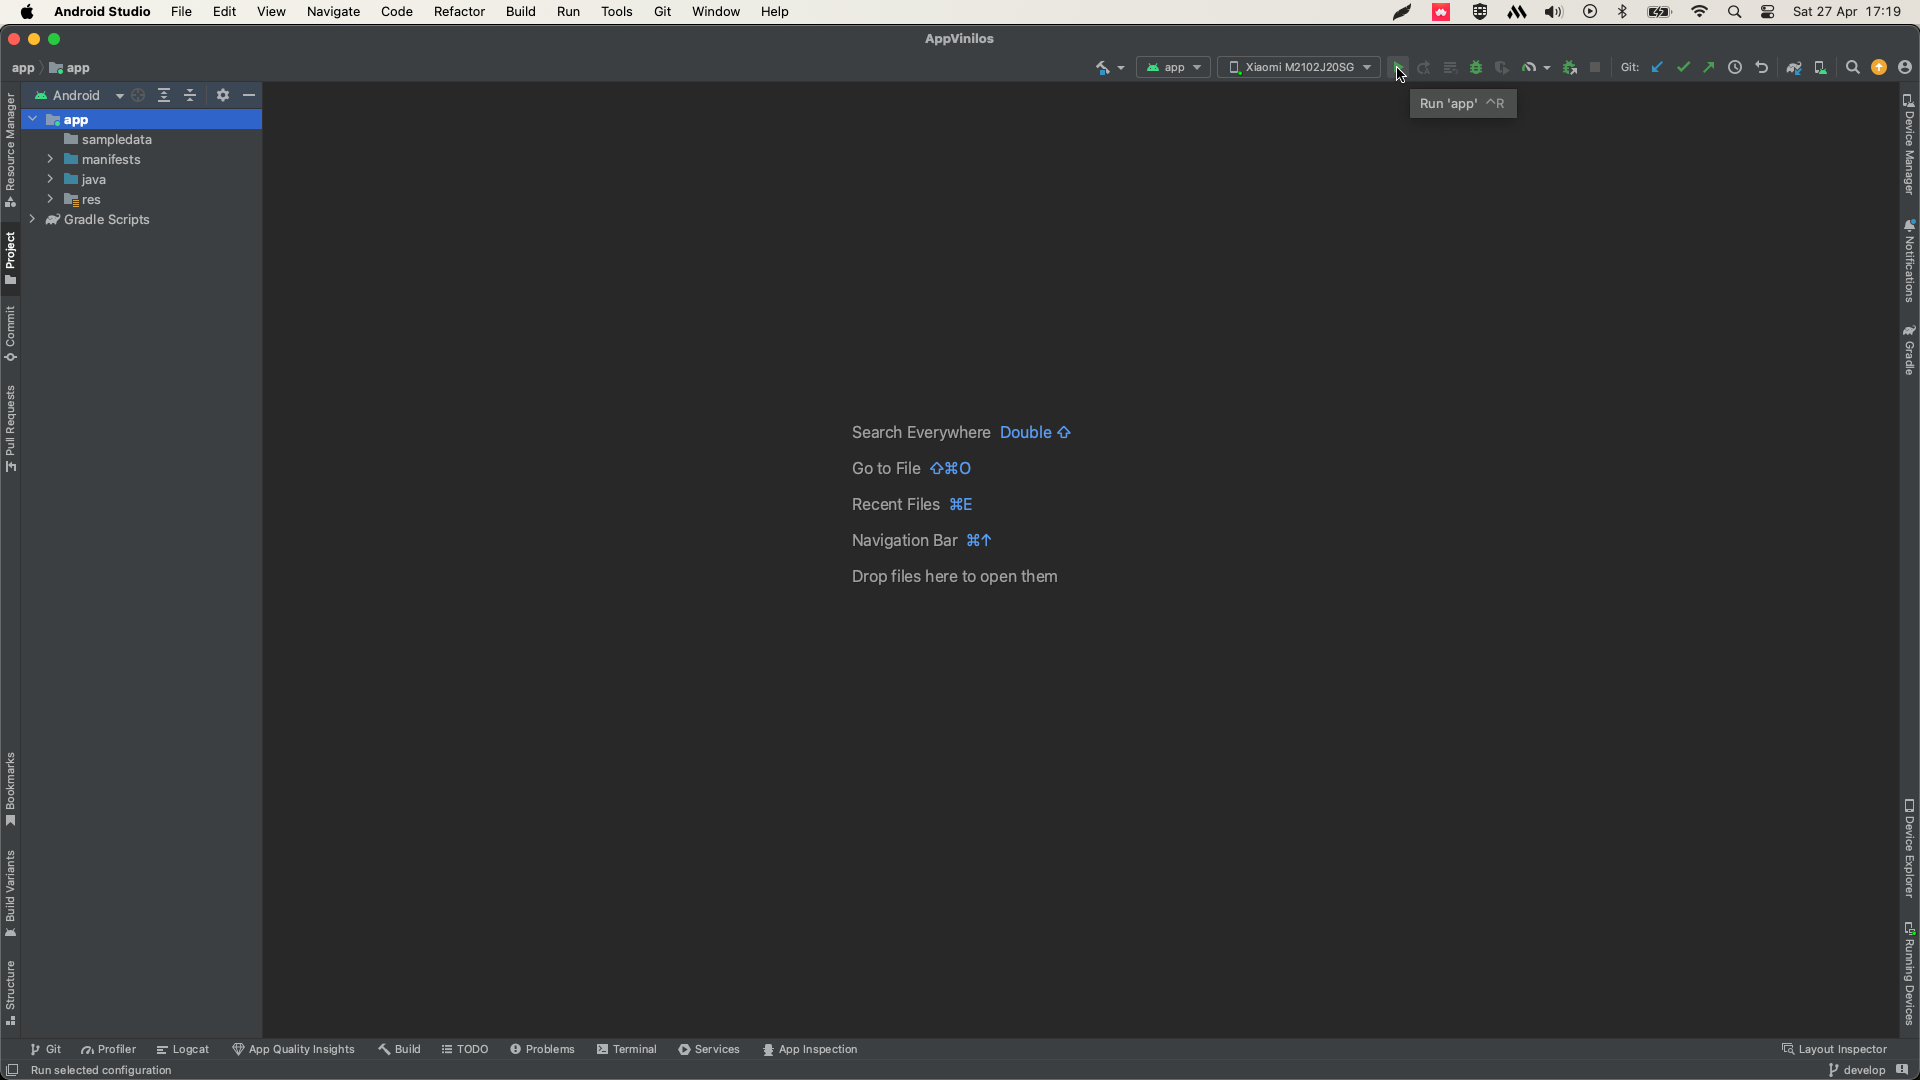 Android Studio File Edit View Navigate Code Refactor Build Run Tools Git Window Help Sat 27 Apr 17:19
AppVinilos
app app app Xiaomi M2102J20SG Git:
Run 'app' ^R
Android
app
sampledata
manifests
java
res
Gradle Scripts
Resource Manager
Project
Commit
Pull Requests
Bookmarks
Build Variants
Structure
Search Everywhere Double ⇧
Go to File ⇧⌘O
Recent Files ⌘E
Navigation Bar ⌘↑
Drop files here to open them
Device Manager
Notifications
Gradle
Device Explorer
Running Devices
Git Profiler Logcat App Quality Insights Build TODO Problems Terminal Services App Inspection Layout Inspector
Run selected configuration develop